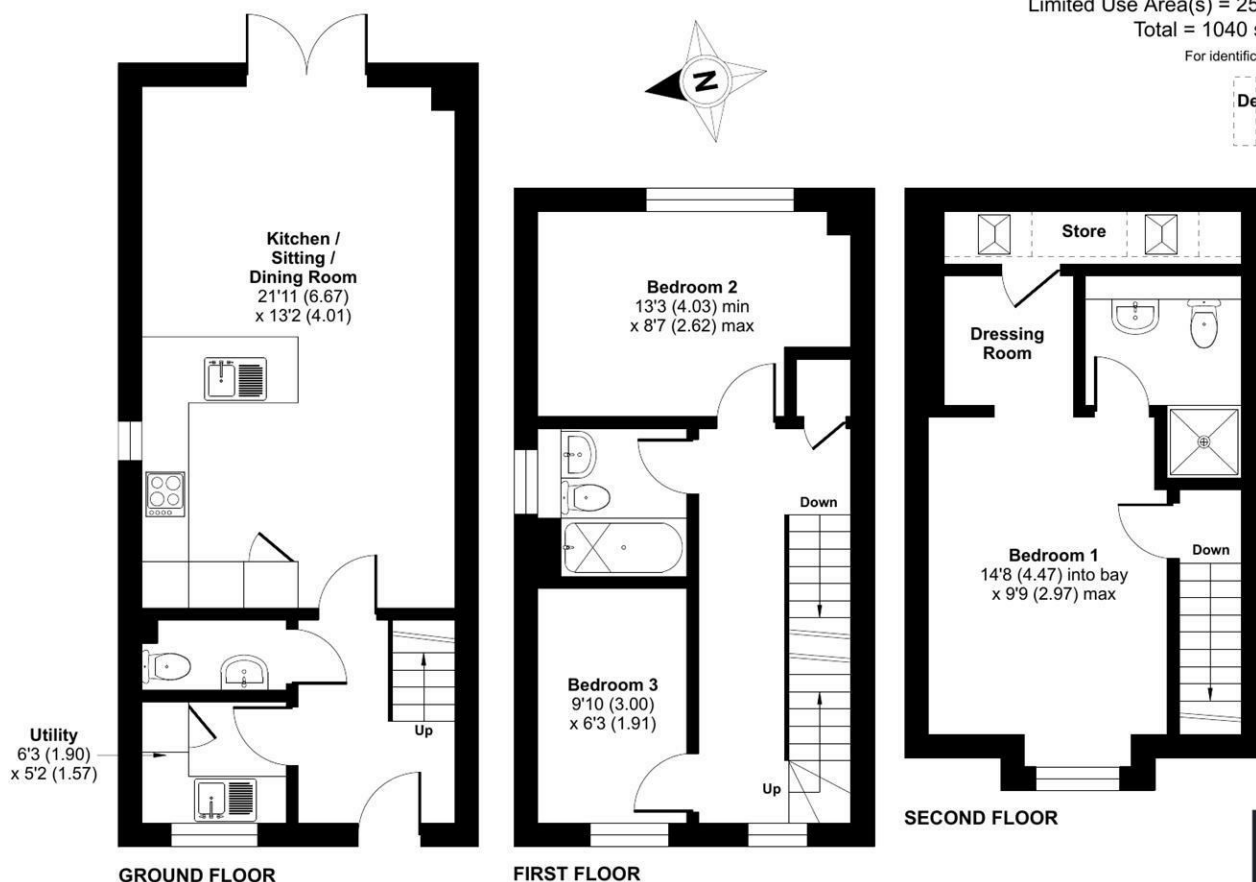 Limited Use Area(s) = 25
Total = 1040 s
For identific
De
N
Kitchen /
Sitting /
Dining Room
21'11 (6.67)
x 13'2 (4.01)
Utility
6'3 (1.90)
x 5'2 (1.57)
Up
GROUND FLOOR
Bedroom 2
13'3 (4.03) min
x 8'7 (2.62) max
Down
Bedroom 3
9'10 (3.00)
x 6'3 (1.91)
Up
FIRST FLOOR
Store
Dressing
Room
Bedroom 1
14'8 (4.47) into bay
x 9'9 (2.97) max
Down
SECOND FLOOR